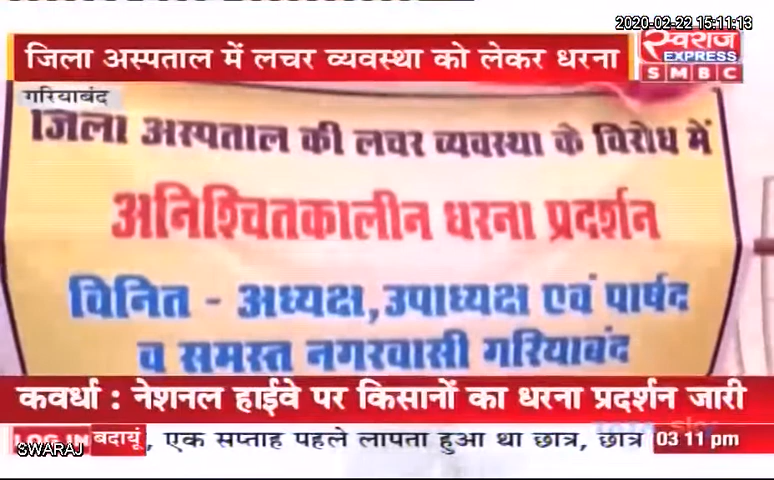 2020-02-22 15:11:13
जिला अस्पताल में लचर व्यवस्था को लेकर धरना
स्वराज
EXPRESS
SMBC
गरियाबंद
जिला अस्पताल की लचर व्यवस्था के विरोध में
अनिश्चितकालीन धरना प्रदर्शन
विनित - अध्यक्ष, उपाध्यक्ष एवं पार्षद
व समस्त नगरवासी गरियाबंद
कवर्धा : नेशनल हाईवे पर किसानों का धरना प्रदर्शन जारी
LOG IN बदायूं, एक सप्ताह पहले लापता हुआ था छात्र, छात्र 03 11 pm
SWARAJ